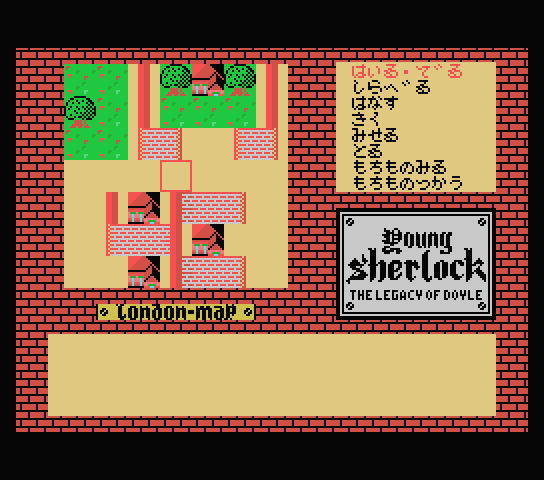 はいる・でる
しらべる
はなす
きく
みせる
とる
もちものみる
もちものつかう
Young
Sherlock
THE LEGACY OF DOYLE
London-map